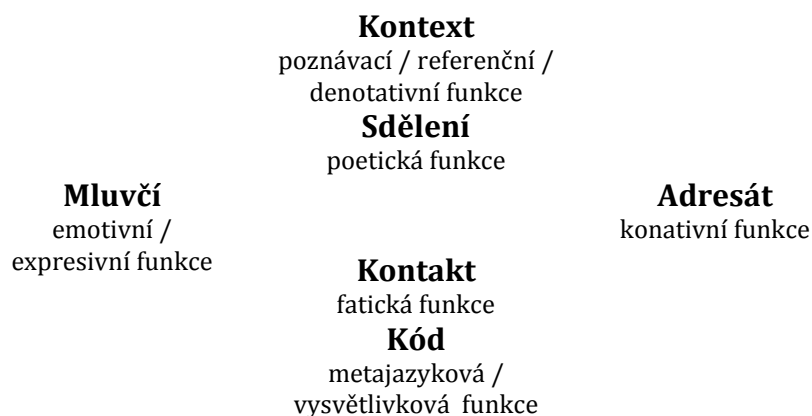 Kontext
poznávací / referenční /
denotativní funkce
Sdělení
poetická funkce
Mluvčí
emotivní /
expresivní funkce
Adresát
konativní funkce
Kontakt
fatická funkce
Kód
metajazyková /
vysvětlivková funkce